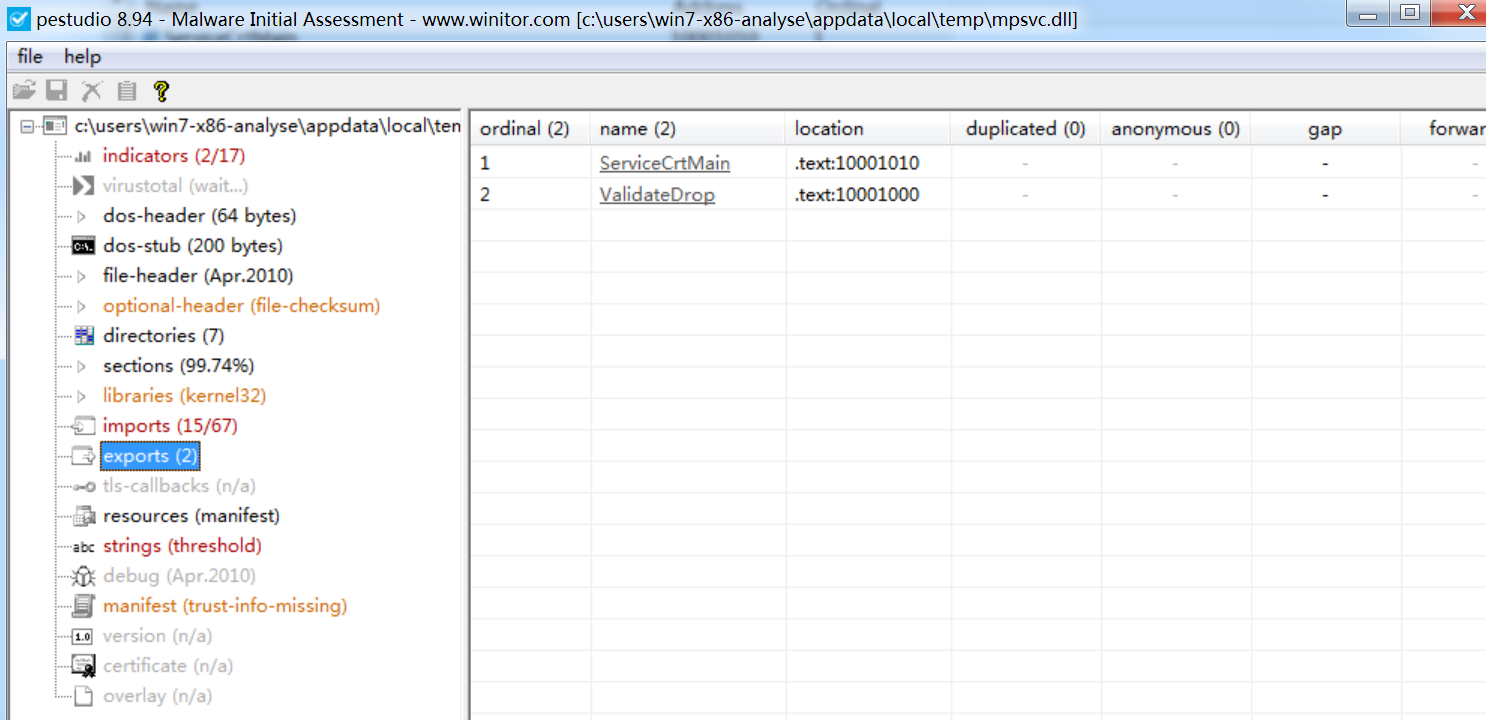 pestudio 8.94 - Malware Initial Assessment - www.winitor.com [c:\users\win7-x86-analyse\appdata\local\temp\mpsvc.dll]
file help
c:\users\win7-x86-analyse\appdata\local\ten
indicators (2/17)
virustotal (wait...)
dos-header (64 bytes)
dos-stub (200 bytes)
file-header (Apr.2010)
optional-header (file-checksum)
directories (7)
sections (99.74%)
libraries (kernel32)
imports (15/67)
exports (2)
tls-callbacks (n/a)
resources (manifest)
abc strings (threshold)
debug (Apr.2010)
manifest (trust-info-missing)
1.0 version (n/a)
certificate (n/a)
overlay (n/a)
ordinal (2) name (2) location duplicated (0) anonymous (0) gap forwar
1 ServiceCrtMain .text:10001010 - - - -
2 ValidateDrop .text:10001000 - - - -